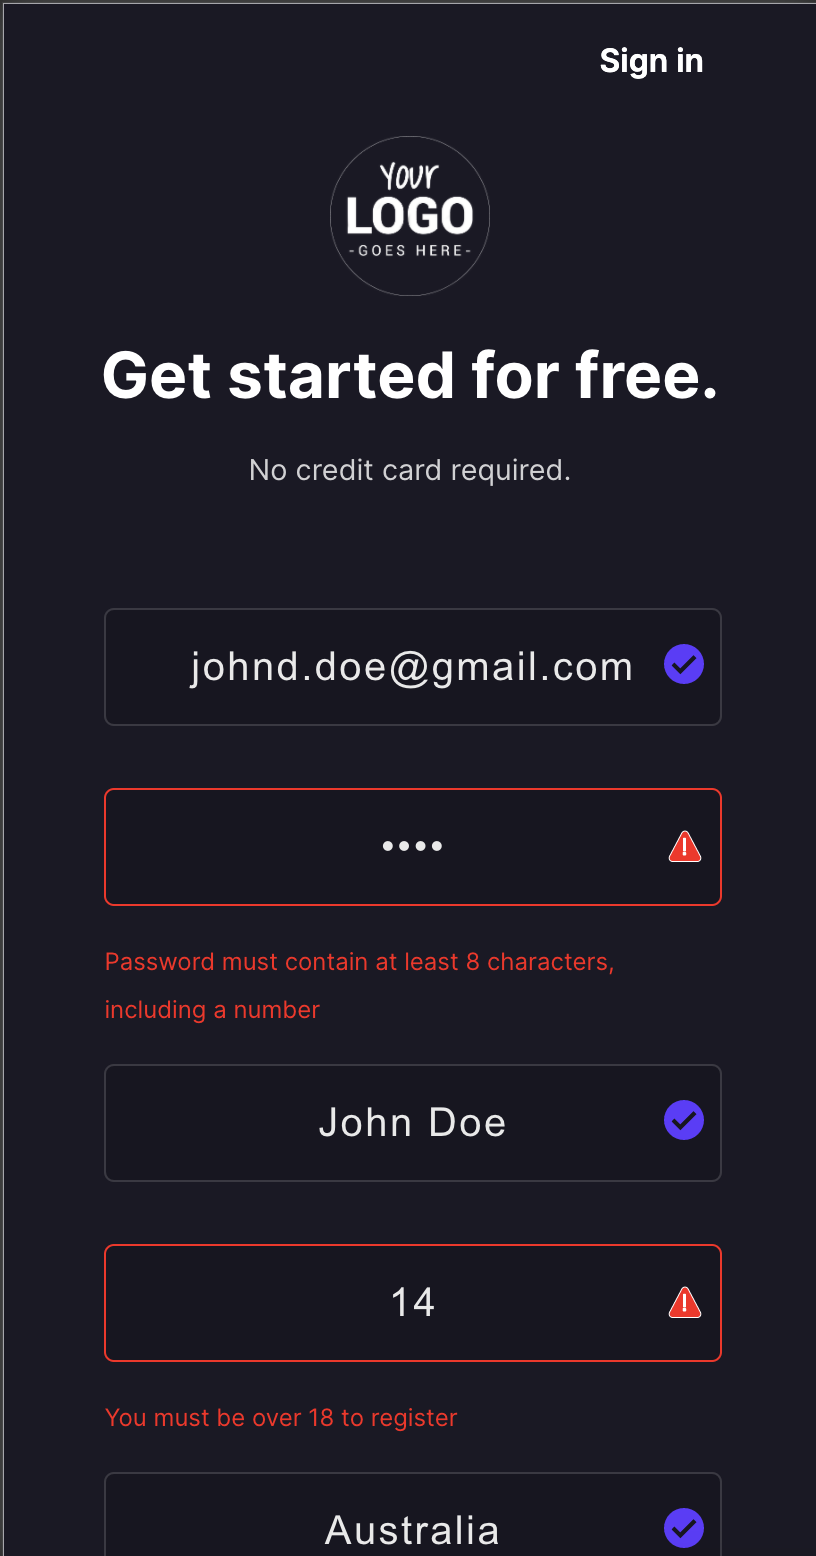 Sign in
Your
LOGO
-GOES HERE-
Get started for free.
No credit card required.
johnd.doe@gmail.com
••••
Password must contain at least 8 characters,
including a number
John Doe
14
You must be over 18 to register
Australia